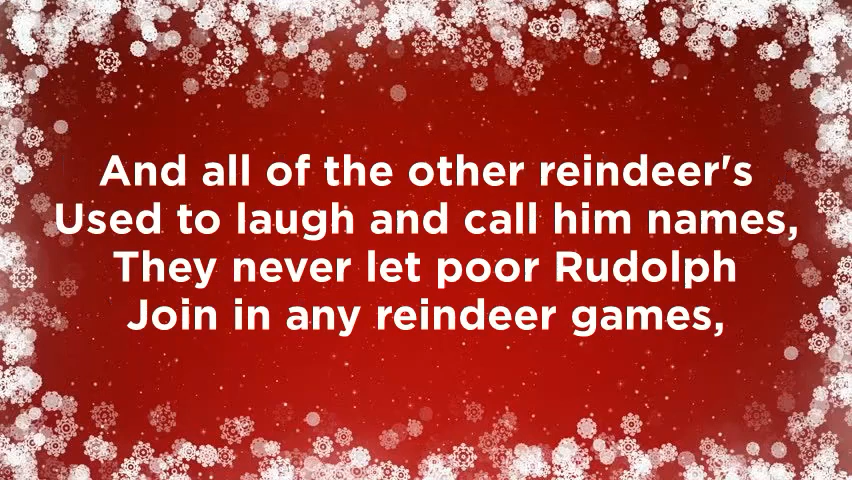 And all of the other reindeer's
Used to laugh and call him names,
They never let poor Rudolph
Join in any reindeer games,